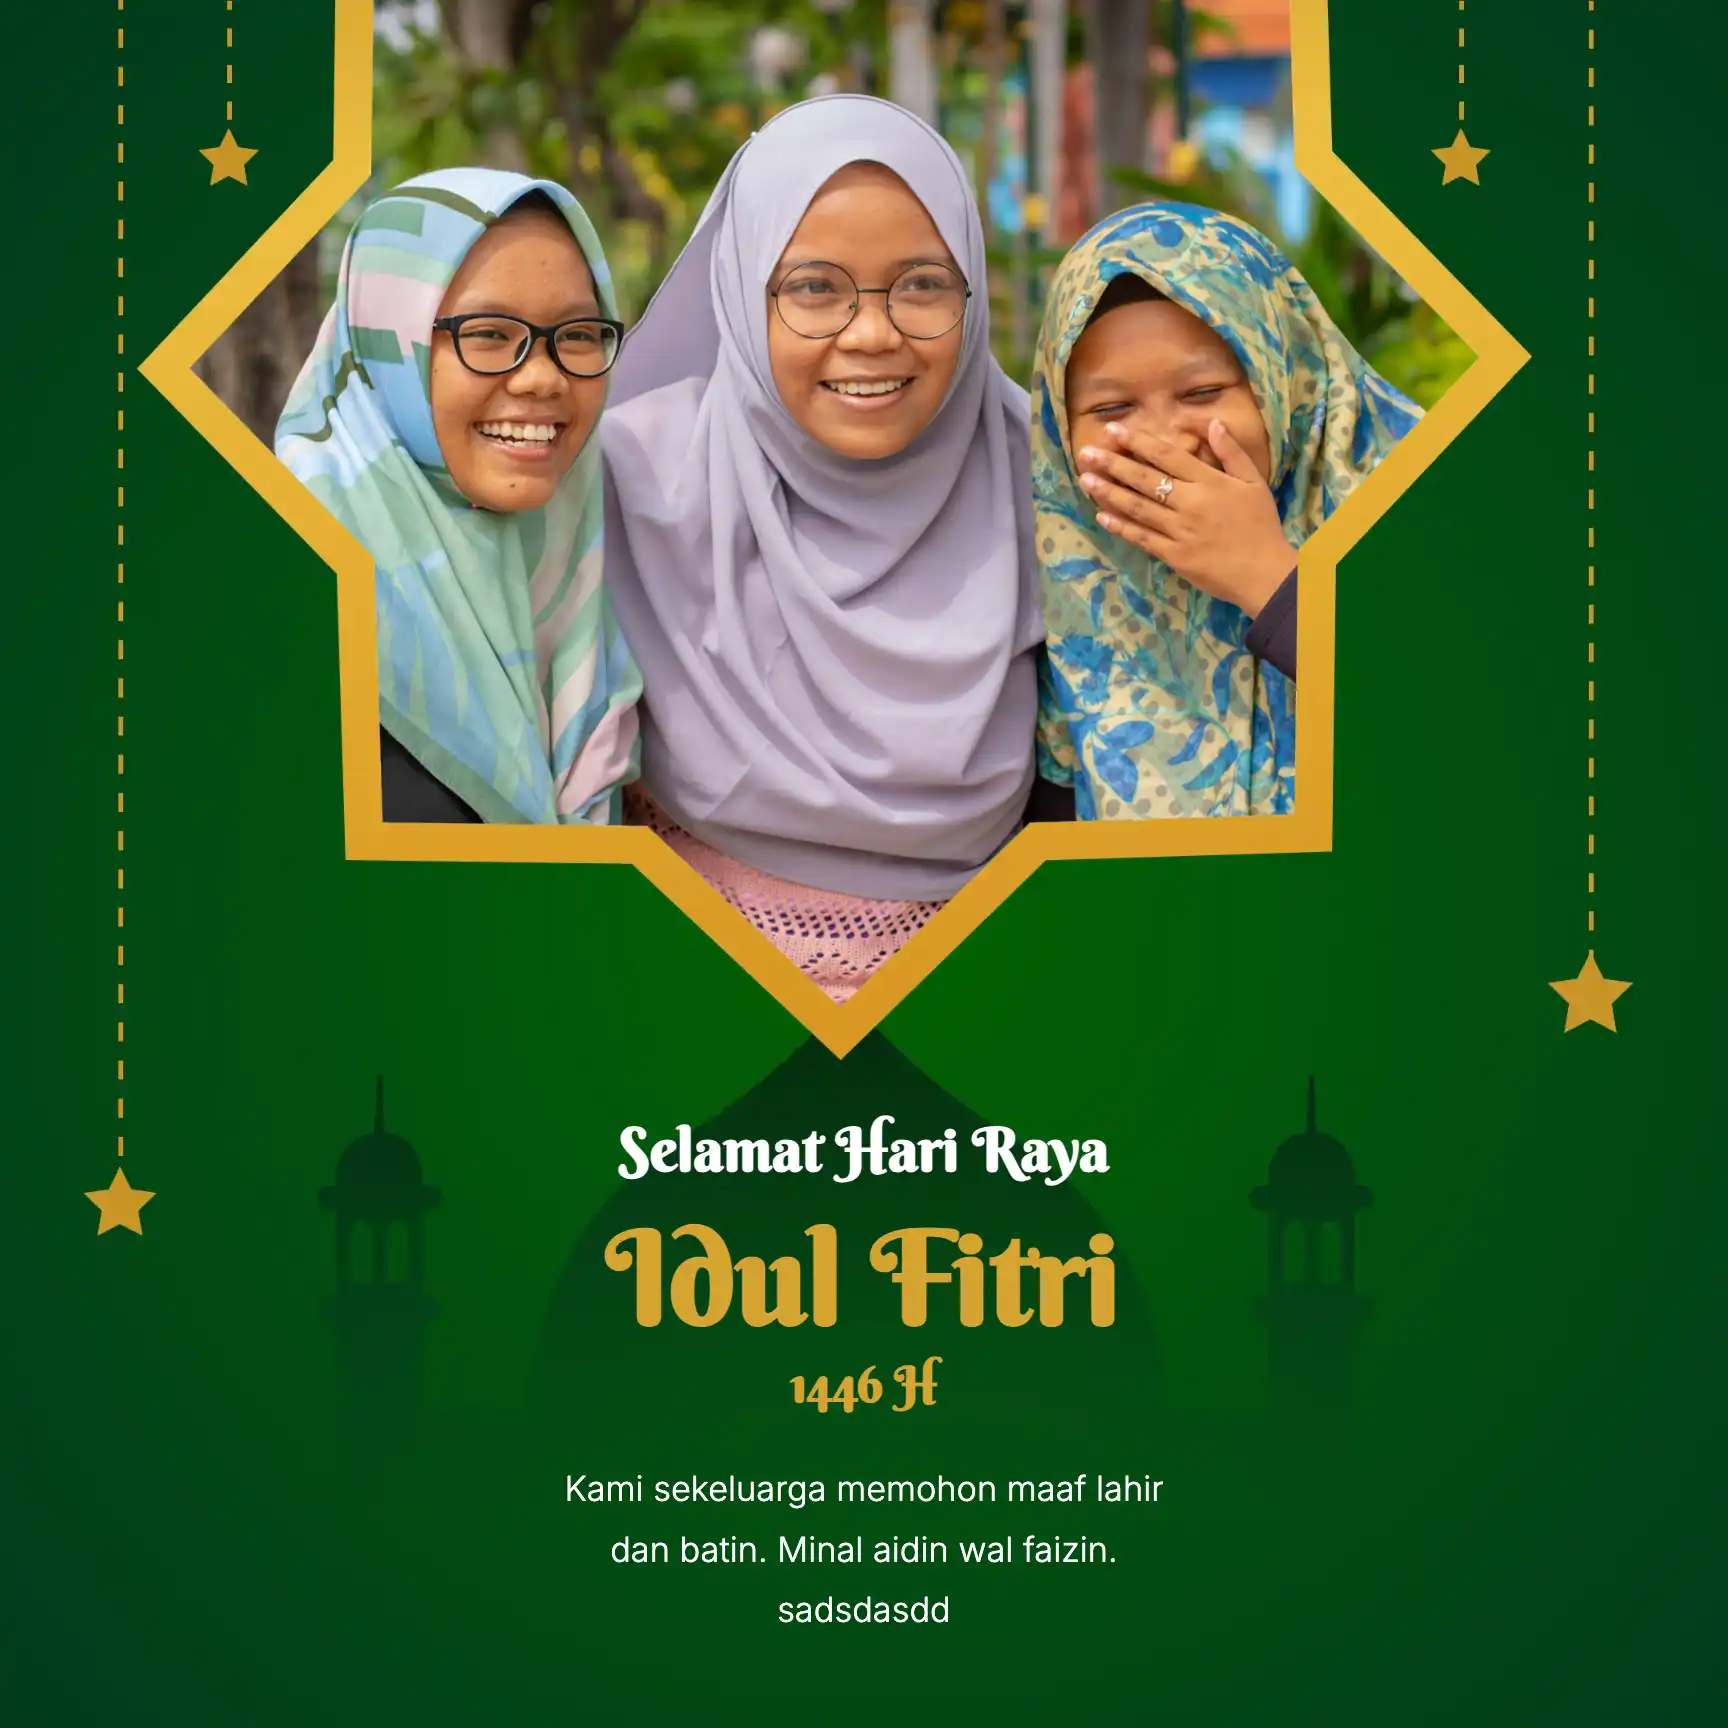 Selamat Hari Raya
Idul Fitri
1446 H
Kami sekeluarga memohon maaf lahir
dan batin. Minal aidin wal faizin.
sadsdasdd